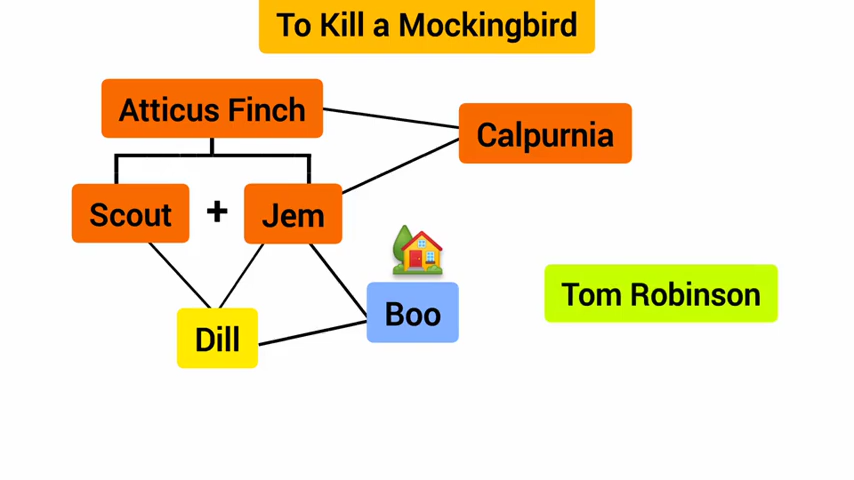 To Kill a Mockingbird
Atticus Finch
Calpurnia
Scout + Jem
Tom Robinson
Boo
Dill